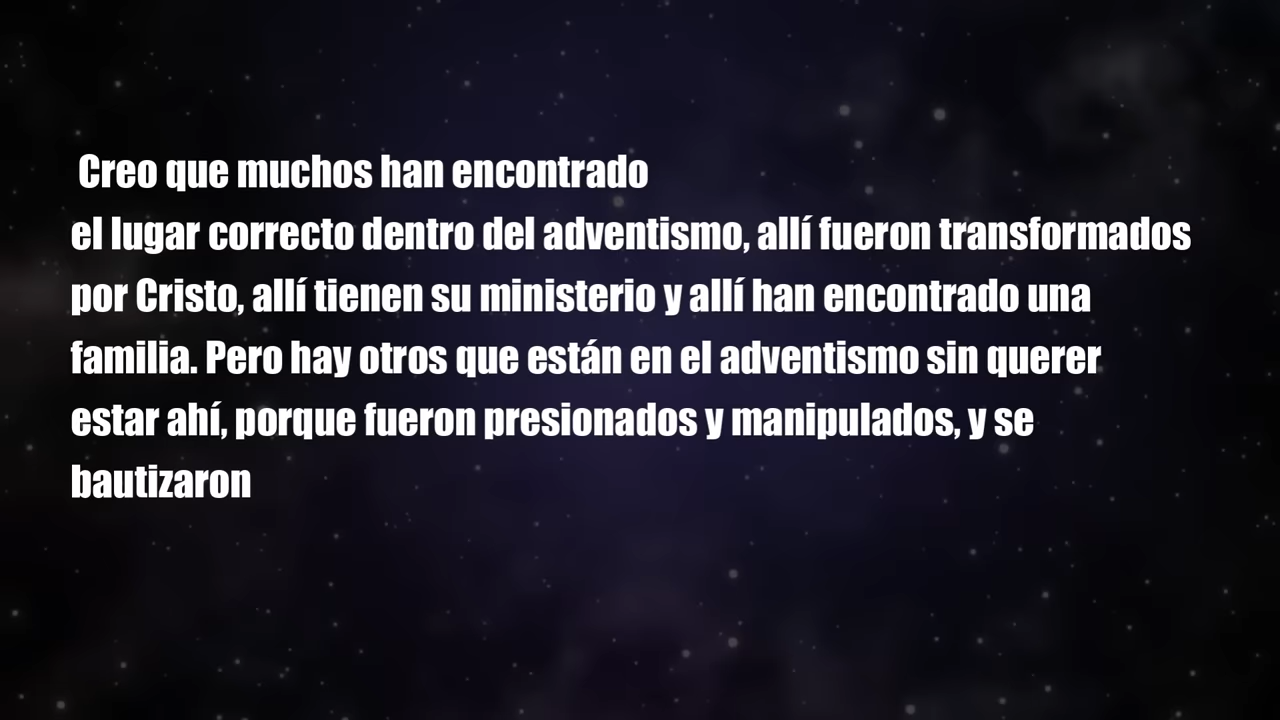 Creo que muchos han encontrado
el lugar correcto dentro del adventismo, allí fueron transformados
por Cristo, allí tienen su ministerio y allí han encontrado una
familia. Pero hay otros que están en el adventismo sin querer
estar ahí, porque fueron presionados y manipulados, y se
bautizaron